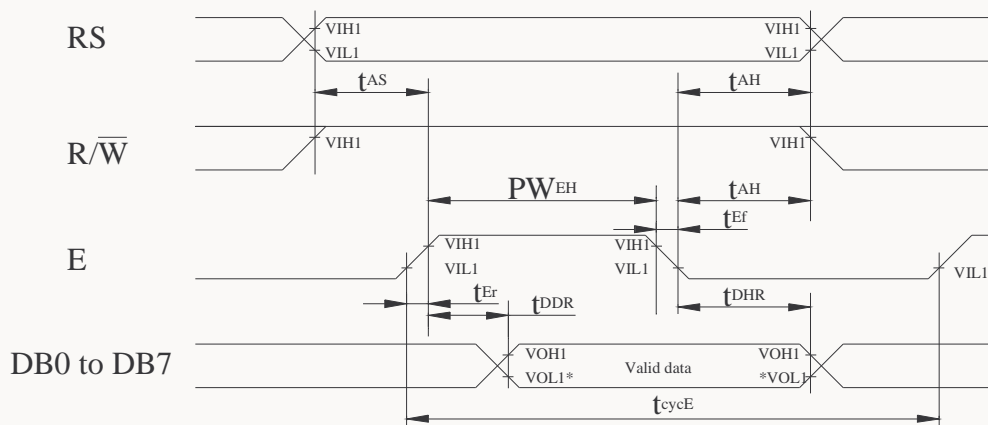 RS
VIH1 VIH1
VIL1 VIL1
tAS tAH
R/W̅
VIH1 VIH1
PWEH tAH
tEf
E
VIH1 VIH1
VIL1 VIL1 VIL1
tEr tDDR tDHR
DB0 to DB7
VOH1 Valid data VOH1
VOL1* *VOL1
tcycE